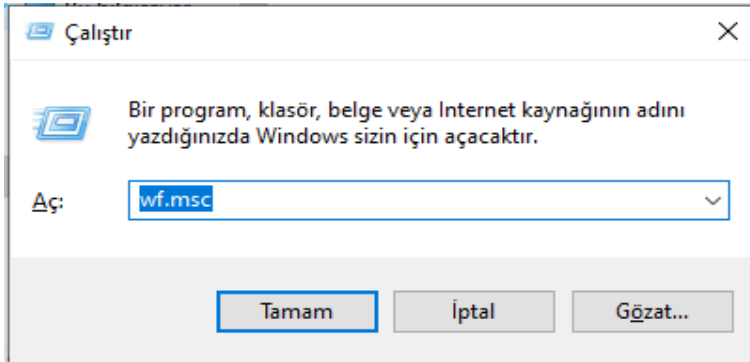 Çalıştır
Bir program, klasör, belge veya Internet kaynağının adını
yazdığınızda Windows sizin için açacaktır.
Aç:
wf.msc
Tamam
İptal
Gözat...